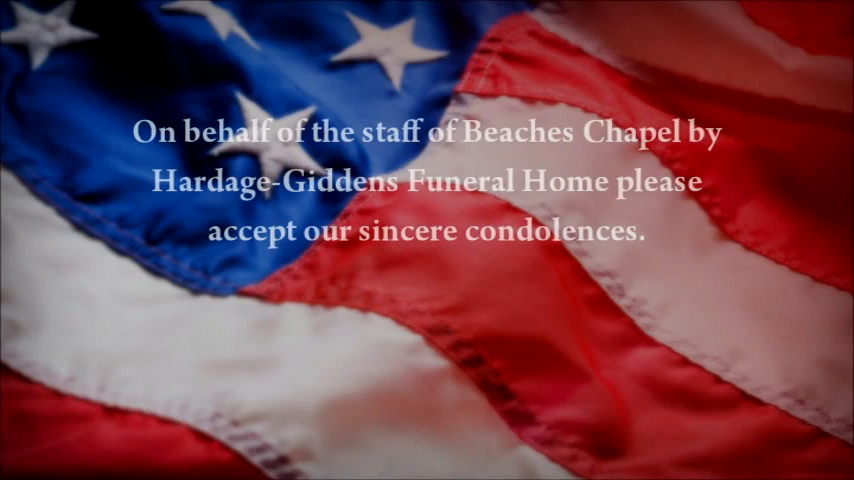 On behalf of the staff of Beaches Chapel by
Hardage-Giddens Funeral Home please
accept our sincere condolences.